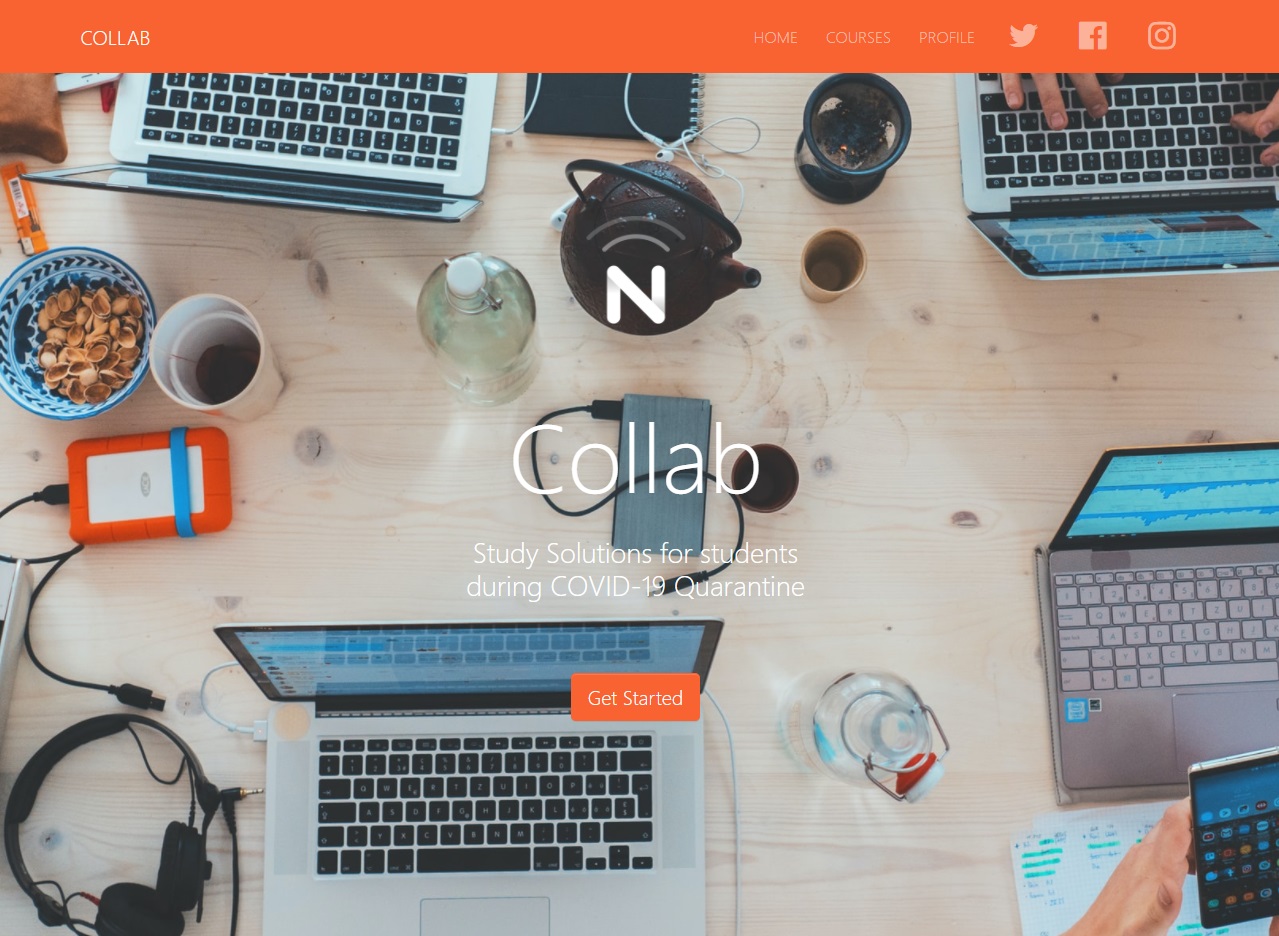 COLLAB
HOME COURSES PROFILE
N
Collab
Study Solutions for students
during COVID-19 Quarantine
Get Started